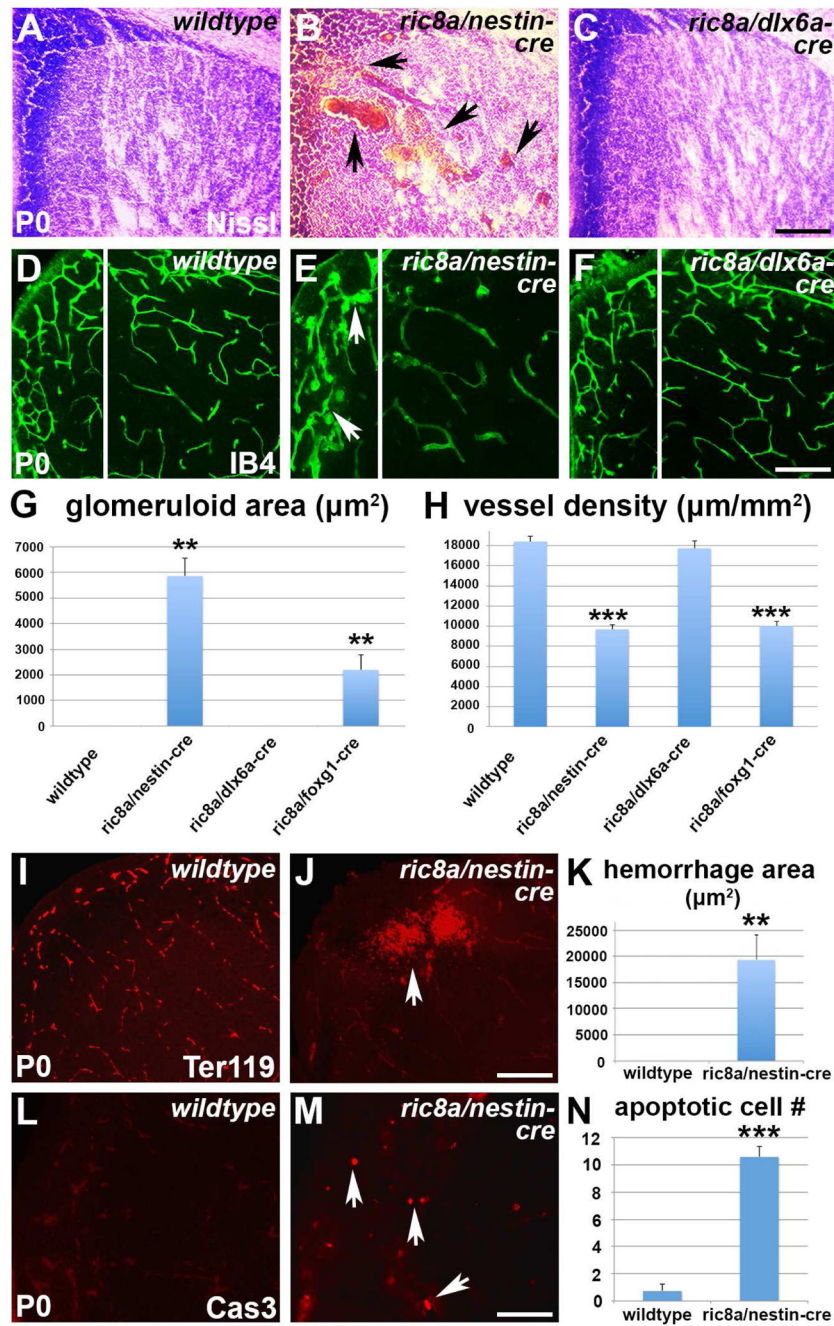 A wildtype
P0 Nissl
B ric8a/nestin-
cre
C ric8a/dlx6a-
cre
D wildtype
P0 IB4
E ric8a/nestin-
cre
F ric8a/dlx6a-
cre
G glomeruloid area (µm²)
7000
6000
5000
4000
3000
2000
1000
0
**
**
wildtype
ric8a/nestin-cre
ric8a/dlx6a-cre
ric8a/foxg1-cre
H vessel density (µm/mm²)
18000
16000
14000
12000
10000
8000
6000
4000
2000
0
***
***
wildtype
ric8a/nestin-cre
ric8a/dlx6a-cre
ric8a/foxg1-cre
I wildtype
P0 Ter119
J ric8a/nestin-
cre
K hemorrhage area
(µm²)
25000
20000
15000
10000
5000
0
**
wildtype ric8a/nestin-cre
L wildtype
P0 Cas3
M ric8a/nestin-
cre
N apoptotic cell #
12
10
8
6
4
2
0
***
wildtype ric8a/nestin-cre